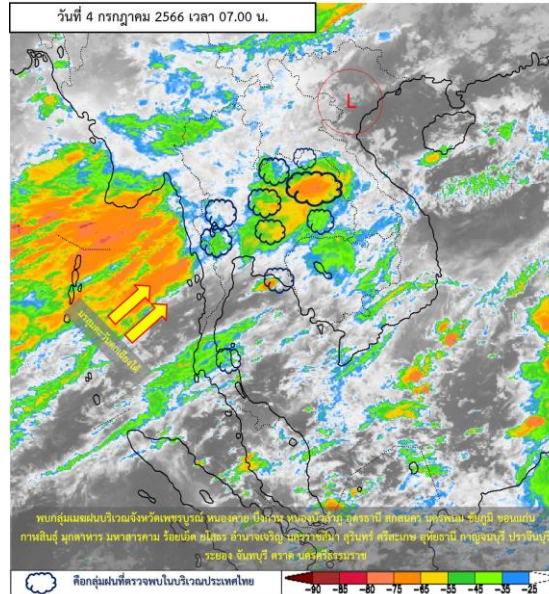 วันที่ 4 กรกฎาคม 2566 เวลา 07.00 น.
L
มรสุมตะวันตกเฉียงใต้
พบกลุ่มเมฆฝนบริเวณจังหวัดเพชรบูรณ์ หนองคาย บึงกาฬ หนองบัวลำภู อุดรธานี สกลนคร นครพนม ชัยภูมิ ขอนแก่น
กาฬสินธุ์ มุกดาหาร มหาสารคาม ร้อยเอ็ด ยโสธร อำนาจเจริญ นครราชสีมา สุรินทร์ ศรีสะเกษ อุทัยธานี กาญจนบุรี ปราจีนบุรี
ระยอง จันทบุรี ตราด นครศรีธรรมราช
คือกลุ่มฝนที่ตรวจพบในบริเวณประเทศไทย
-90 -85 -80 -75 -70 -65 -60 -55 -50 -45 -40 -35 -30 -25